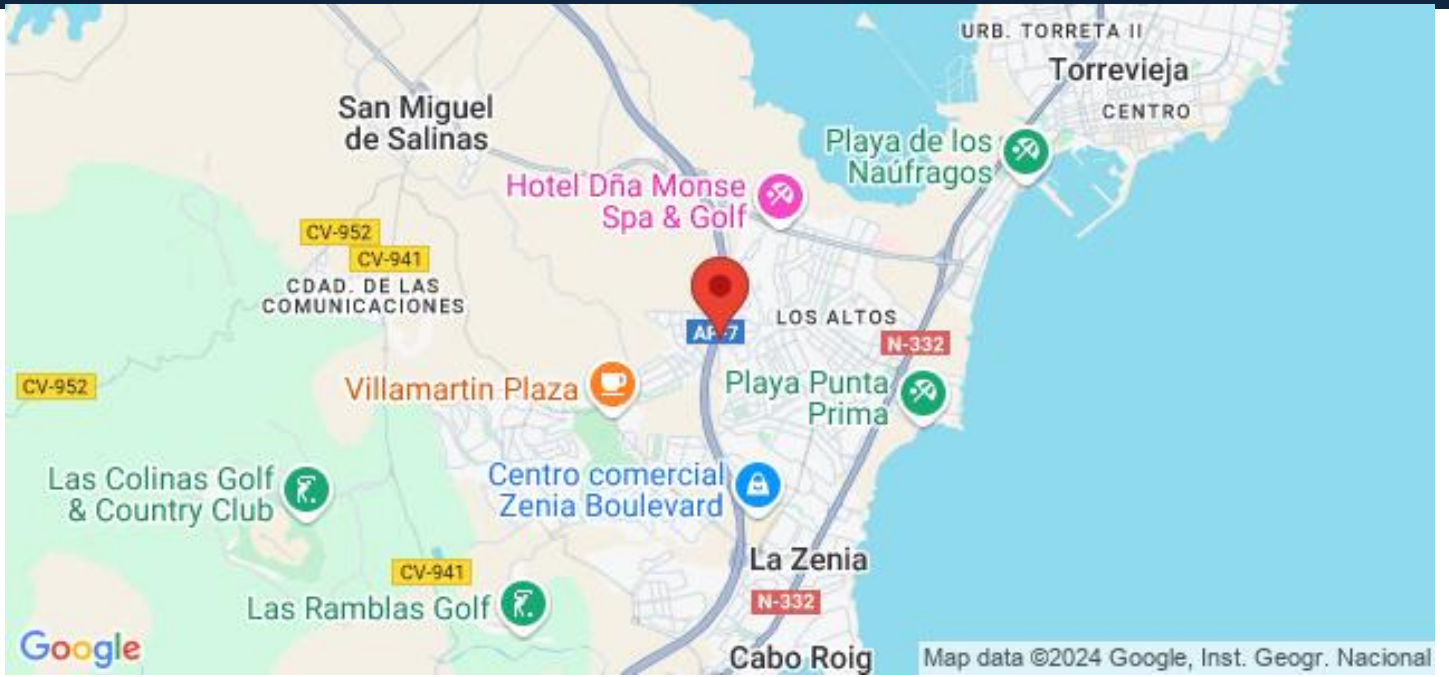 URB. TORRETA II
Torrevieja
CENTRO
San Miguel
de Salinas
Playa de los
Naúfragos
Hotel Dña Monse
Spa & Golf
CV-952
CV-941
CDAD. DE LAS
COMUNICACIONES
LOS ALTOS
AP-7
N-332
CV-952
Villamartin Plaza
Playa Punta
Prima
Las Colinas Golf
& Country Club
Centro comercial
Zenia Boulevard
La Zenia
CV-941
N-332
Las Ramblas Golf
Google
Cabo Roig
Map data ©2024 Google, Inst. Geogr. Nacional